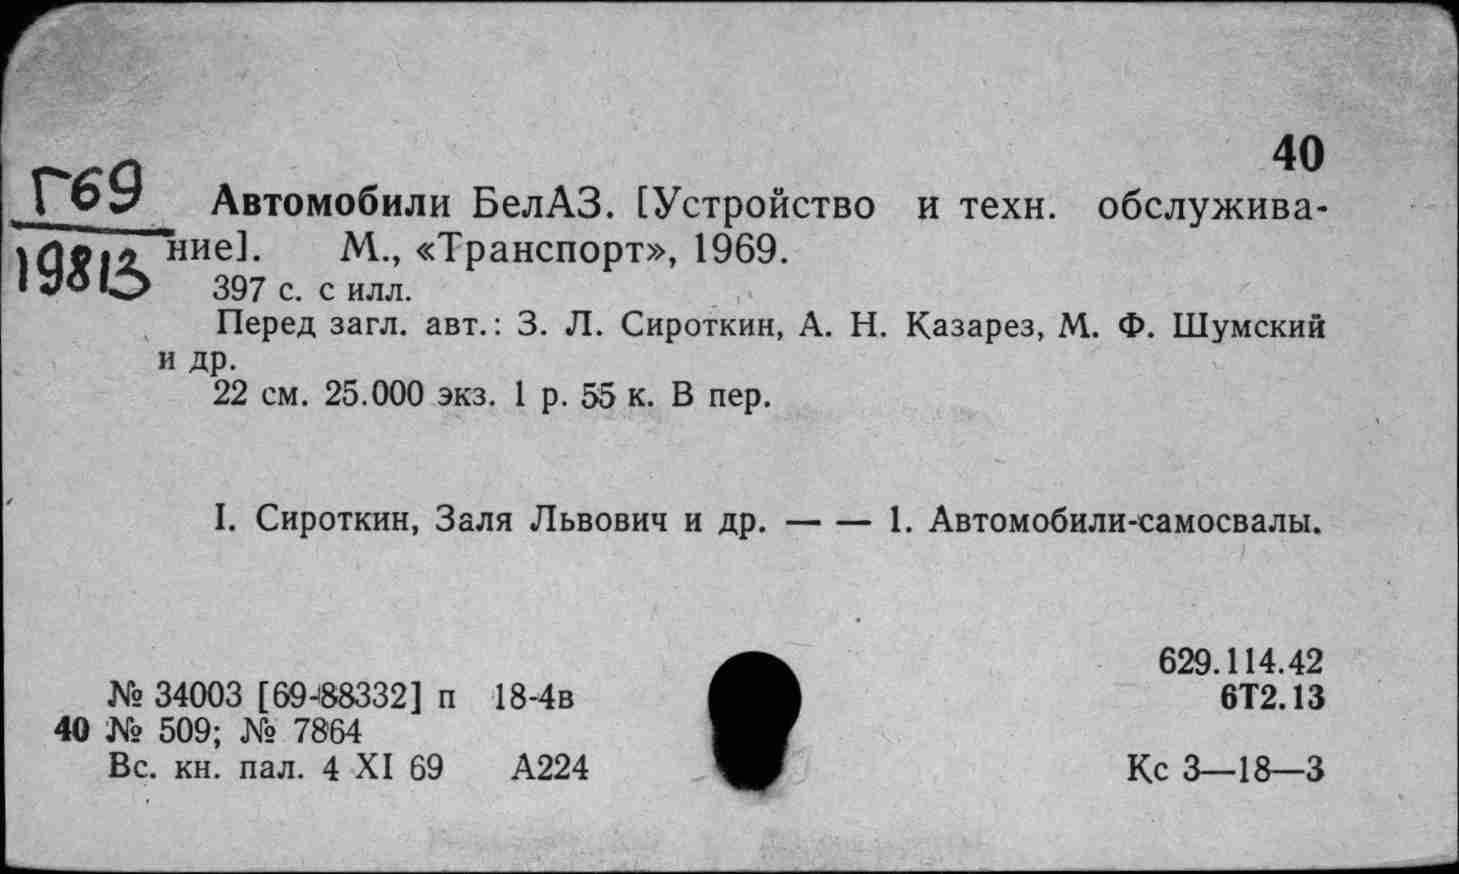 40
Г69
19813
Автомобили БелАЗ. [Устройство и техн. обслужива-
ние]. М., «Транспорт», 1969.
397 с. с илл.
Перед загл. авт.: З. Л. Сироткин, А. Н. Казарез, М. Ф. Шумский
и др.
22 см. 25.000 экз. 1 р. 55 к. В пер.
I. Сироткин, Заля Львович и др. — — 1. Автомобили-самосвалы.
629.114.42
№ 34003 [69-88332] п 18-4в 6Т2.13
40 № 509; № 7864
Вс. кн. пал. 4 XI 69 А224 Кс 3—18—3